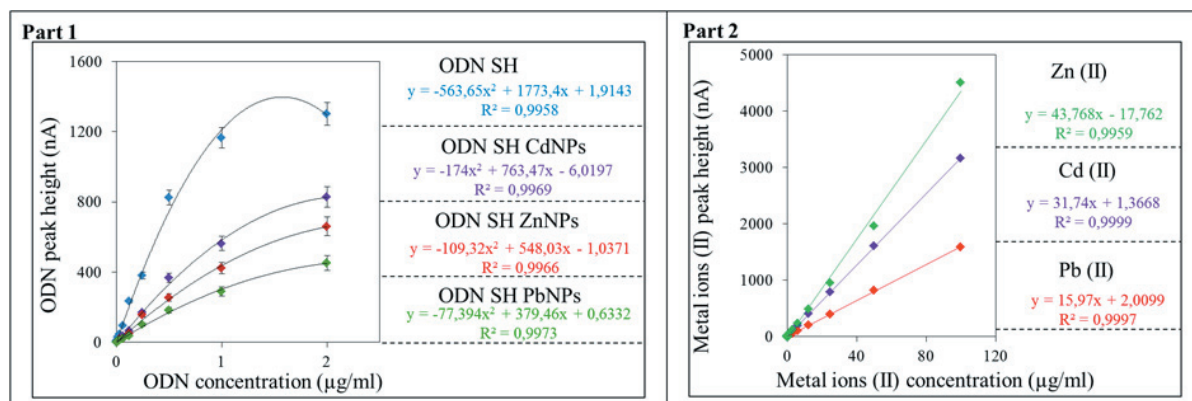 Part 1
ODN peak height (nA)
1600
1200
800
400
0
0
1
2
ODN concentration (µg/ml)
ODN SH
y = -563,65x² + 1773,4x + 1,9143
R² = 0,9958
ODN SH CdNPs
y = -174x² + 763,47x - 6,0197
R² = 0,9969
ODN SH ZnNPs
y = -109,32x² + 548,03x - 1,0371
R² = 0,9966
ODN SH PbNPs
y = -77,394x² + 379,46x + 0,6332
R² = 0,9973
Part 2
Metal ions (II) peak height (nA)
5000
4000
3000
2000
1000
0
0
40
80
120
Metal ions (II) concentration (µg/ml)
Zn (II)
y = 43,768x - 17,762
R² = 0,9959
Cd (II)
y = 31,74x + 1,3668
R² = 0,9999
Pb (II)
y = 15,97x + 2,0099
R² = 0,9997